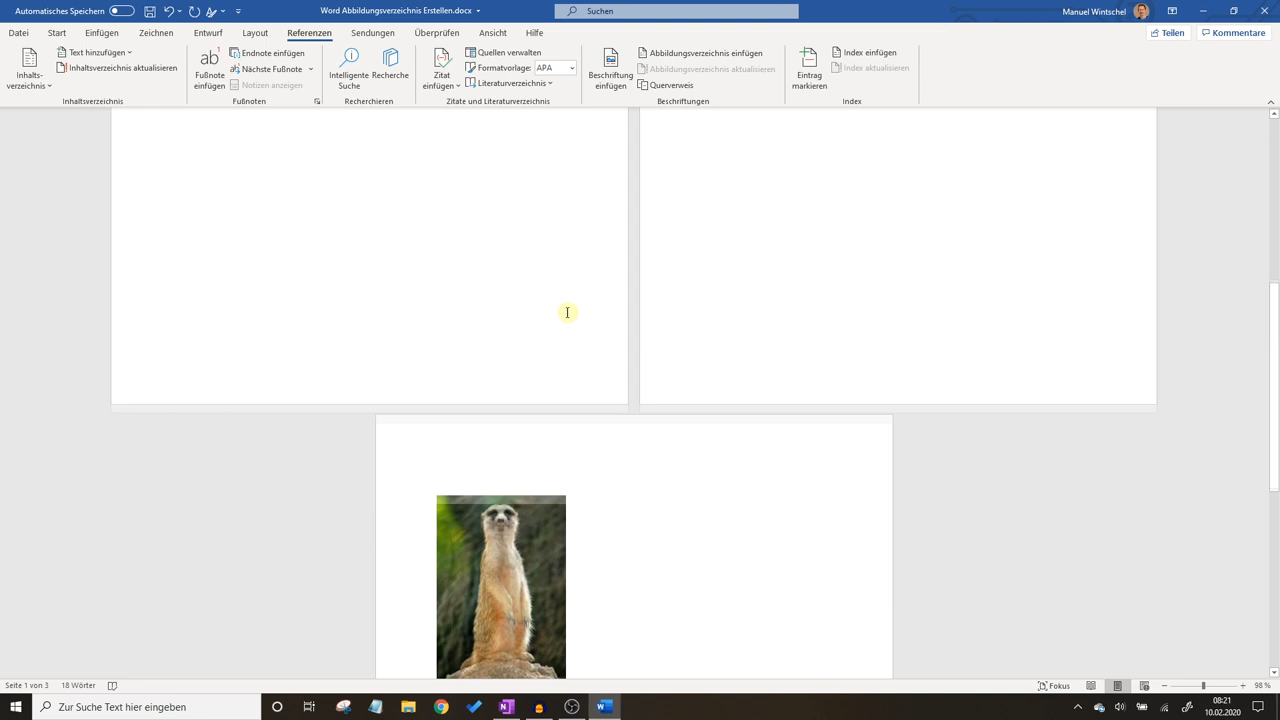 Automatisches Speichern
Word Abbildungsverzeichnis Erstellen.docx
Suchen
Manuel Wintschel
Datei Start Einfügen Zeichnen Entwurf Layout Referenzen Sendungen Überprüfen Ansicht Hilfe
Teilen Kommentare
Inhalts-
verzeichnis
Text hinzufügen
Inhaltsverzeichnis aktualisieren
Inhaltsverzeichnis
ab
1
Fußnote
einfügen
Endnote einfügen
Nächste Fußnote
Notizen anzeigen
Fußnoten
Intelligente
Suche
Recherche
Recherchieren
Zitat
einfügen
Quellen verwalten
Formatvorlage: APA
Literaturverzeichnis
Zitate und Literaturverzeichnis
Beschriftung
einfügen
Abbildungsverzeichnis einfügen
Abbildungsverzeichnis aktualisieren
Querverweis
Beschriftungen
Eintrag
markieren
Index einfügen
Index aktualisieren
Index
Seite 1 von 3 18 Wörter
Fokus
98 %
Zur Suche Text hier eingeben
08:21
10.02.2020